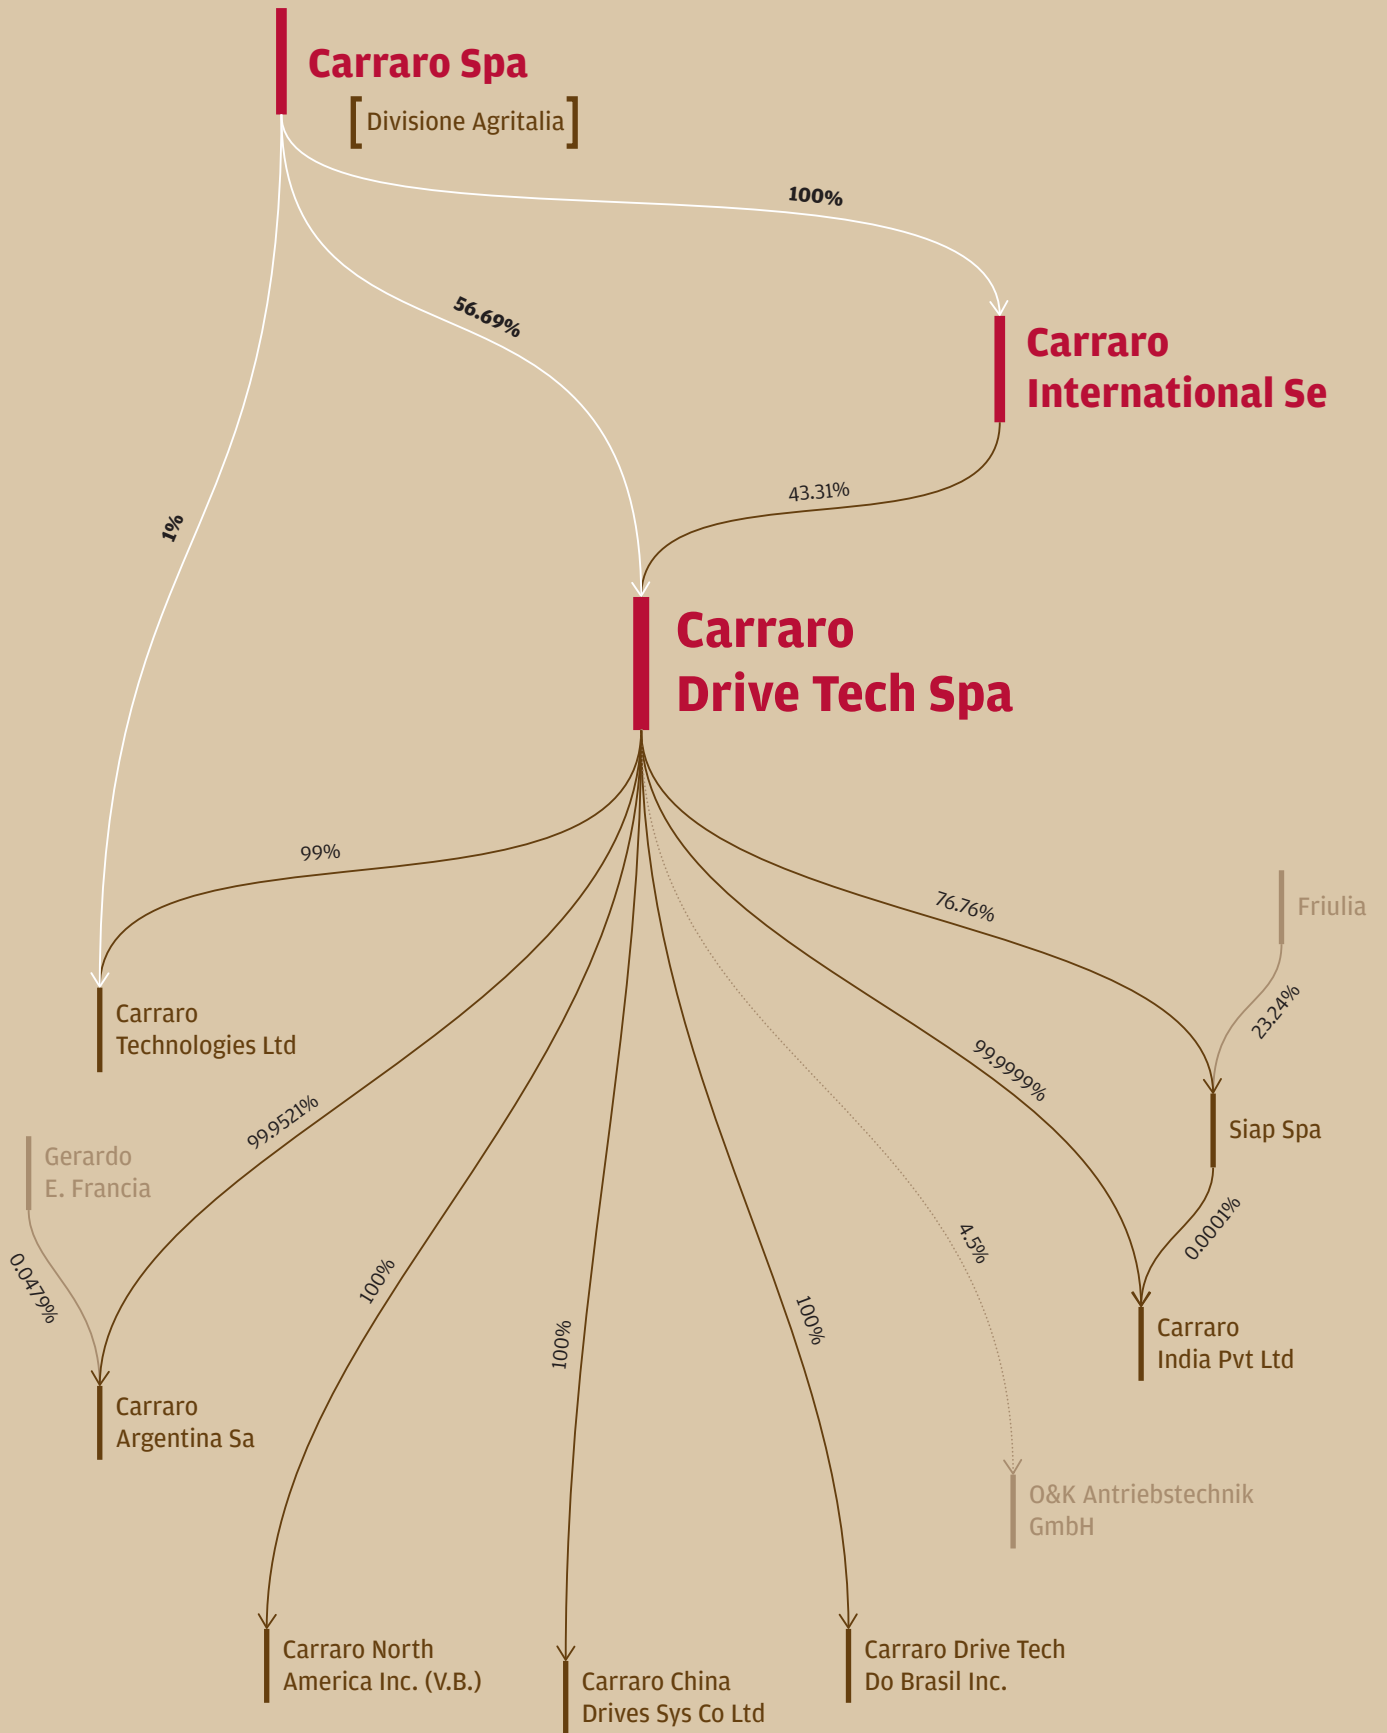 Carraro Spa
[Divisione Agritalia]
100%
56.69%
Carraro
International Se
43.31%
1%
Carraro
Drive Tech Spa
99%
76.76%
Friulia
23.24%
Carraro
Technologies Ltd
99.9999%
99.9521%
Siap Spa
Gerardo
E. Francia
0.0001%
4.5%
0.0479%
100%
100%
100%
Carraro
India Pvt Ltd
Carraro
Argentina Sa
O&K Antriebstechnik
GmbH
Carraro North
America Inc. (V.B.)
Carraro China
Drives Sys Co Ltd
Carraro Drive Tech
Do Brasil Inc.